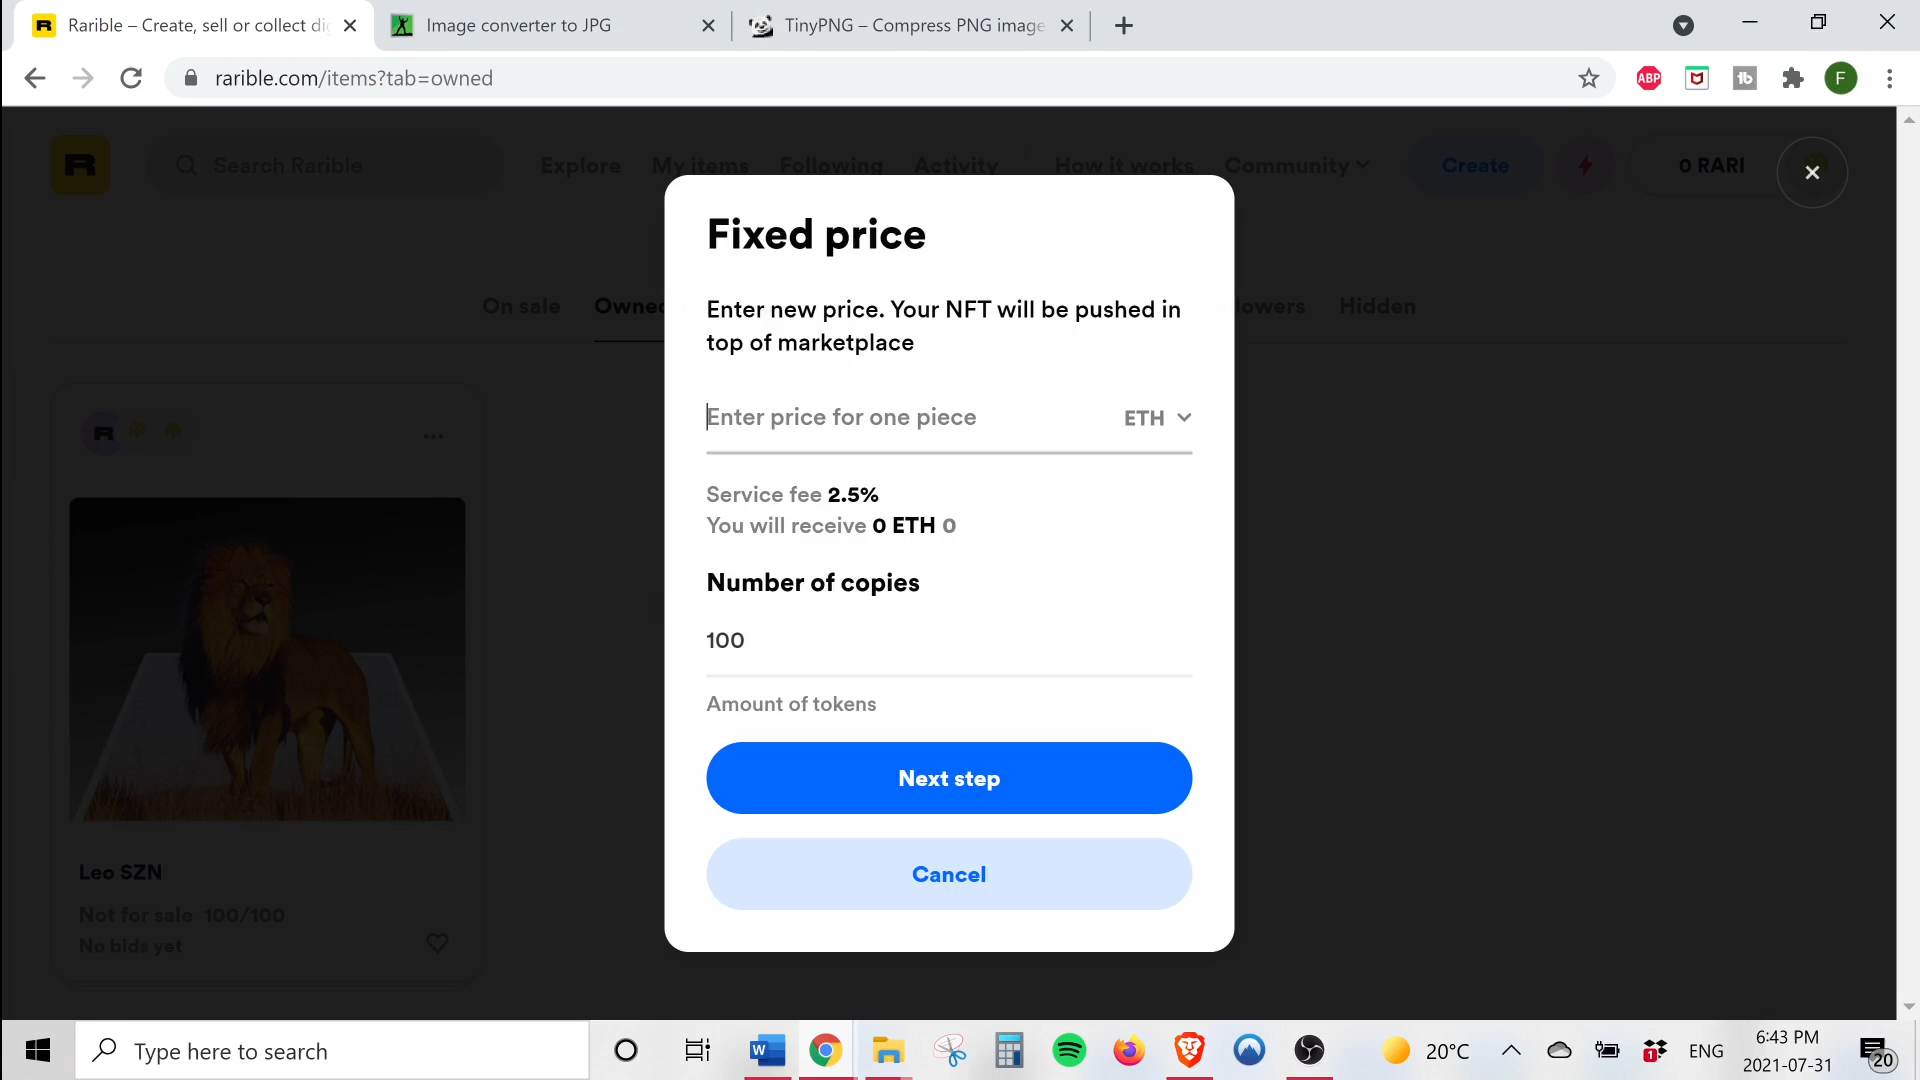 Rarible – Create, sell or collect di
Image converter to JPG
TinyPNG – Compress PNG image
rarible.com/items?tab=owned
ABP
tb
F
R
Search Rarible
Explore
My items
Following
Activity
How it works
Community
Create
0 RARI
Fixed price
Enter new price. Your NFT will be pushed in
top of marketplace
On sale
Owned
lowers
Hidden
Enter price for one piece
ETH
Service fee 2.5%
You will receive 0 ETH 0
Number of copies
100
Amount of tokens
Next step
Cancel
Leo SZN
Not for sale 100/100
No bids yet
Type here to search
W
20°C
1
ENG
6:43 PM
2021-07-31
20